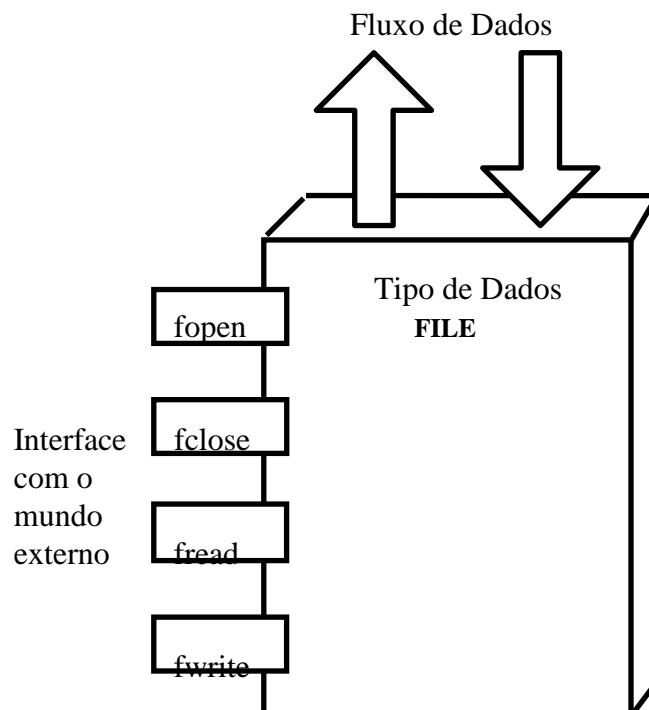 Fluxo de Dados
Tipo de Dados
FILE
fopen
fclose
Interface
com o
mundo
externo
fread
fwrite